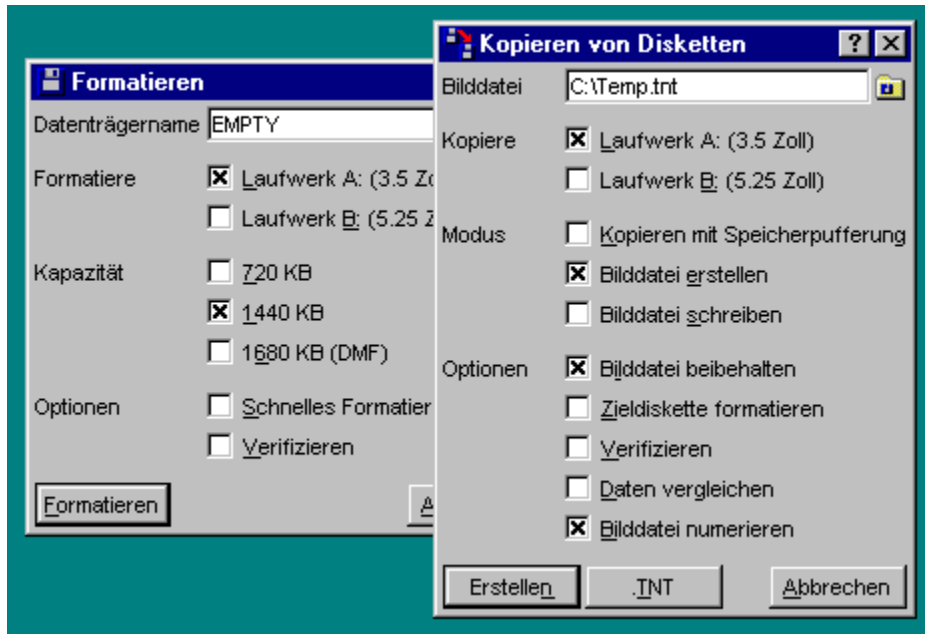 Formatieren
Datenträgername EMPTY
Formatiere Laufwerk A: (3.5
Laufwerk B: (5.25
Kapazität 720 KB
1440 KB
1680 KB (DMF)
Optionen Schnelles
Verifizieren
Formatieren
Kopieren von Disketten ?
Bilddatei C:\Temp.tnt
Kopiere Laufwerk A: (3.5 Zoll)
Laufwerk B: (5.25 Zoll)
Modus Kopieren mit Speicherpufferung
Bilddatei erstellen
Bilddatei schreiben
Optionen Bilddatei beibehalten
Zieldiskette formatieren
Verifizieren
Daten vergleichen
Bilddatei numerieren
Erstellen .TNT Abbrechen